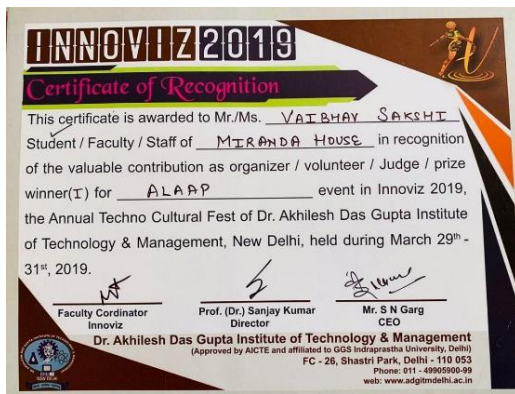 INNOVIZ 2019
Certificate of Recognition
This certificate is awarded to Mr./Ms. VAIBHAV SAKSHI
Student / Faculty / Staff of MIRANDA HOUSE in recognition
of the valuable contribution as organizer / volunteer / Judge / prize
winner(I) for ALAAP event in Innoviz 2019,
the Annual Techno Cultural Fest of Dr. Akhilesh Das Gupta Institute
of Technology & Management, New Delhi, held during March 29th -
31st, 2019.
Faculty Cordinator
Innoviz
Prof. (Dr.) Sanjay Kumar
Director
Mr. S N Garg
CEO
Dr. Akhilesh Das Gupta Institute of Technology & Management
(Approved by AICTE and affiliated to GGS Indraprastha University, Delhi)
FC - 26, Shastri Park, Delhi - 110 053
Phone: 011 - 49905900-99
web: www.adgitmdelhi.ac.in